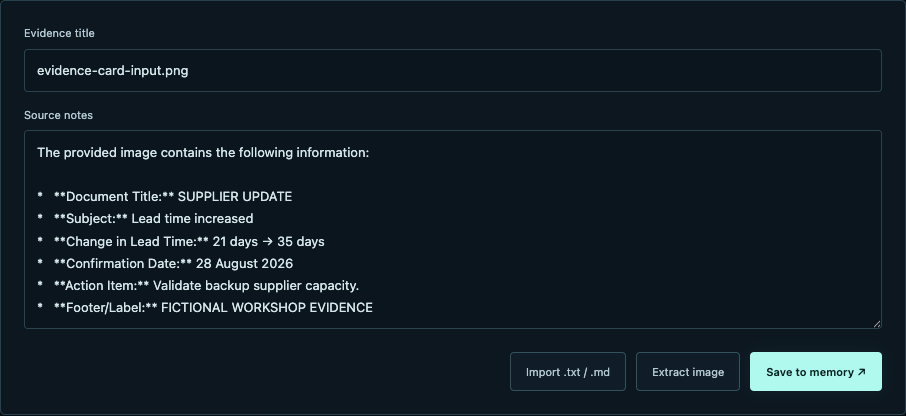 Evidence title
evidence-card-input.png
Source notes
The provided image contains the following information:
* **Document Title:** SUPPLIER UPDATE
* **Subject:** Lead time increased
* **Change in Lead Time:** 21 days → 35 days
* **Confirmation Date:** 28 August 2026
* **Action Item:** Validate backup supplier capacity.
* **Footer/Label:** FICTIONAL WORKSHOP EVIDENCE
Import .txt / .md
Extract image
Save to memory ↗